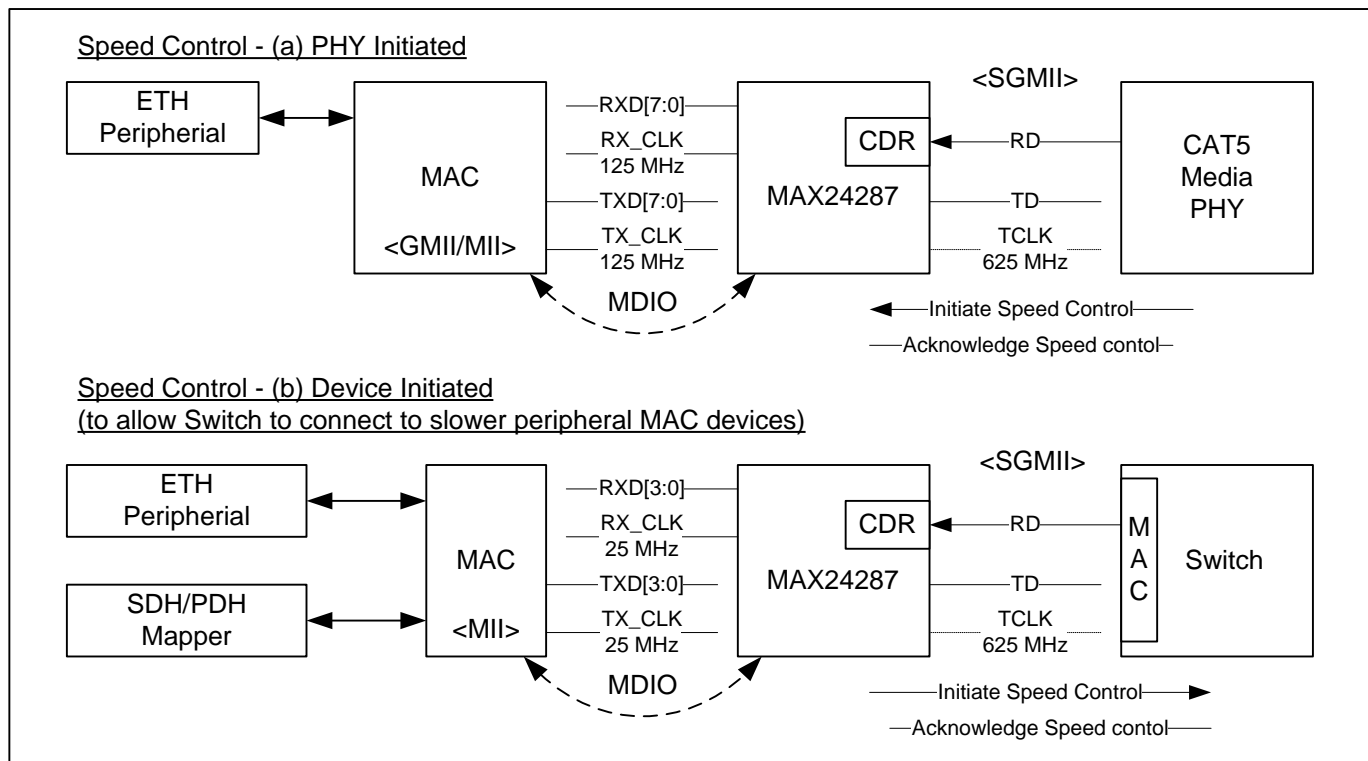 Speed Control - (a) PHY Initiated
<SGMII>
ETH
Peripherial
MAC
<GMII/MII>
RXD[7:0]
RX_CLK
125 MHz
TXD[7:0]
TX_CLK
125 MHz
MDIO
CDR
MAX24287
RD
TD
TCLK
625 MHz
CAT5
Media
PHY
Initiate Speed Control
Acknowledge Speed contol
Speed Control - (b) Device Initiated
(to allow Switch to connect to slower peripheral MAC devices)
<SGMII>
ETH
Peripherial
SDH/PDH
Mapper
MAC
<MII>
RXD[3:0]
RX_CLK
25 MHz
TXD[3:0]
TX_CLK
25 MHz
MDIO
CDR
MAX24287
RD
TD
TCLK
625 MHz
M
A
C
Switch
Initiate Speed Control
Acknowledge Speed contol